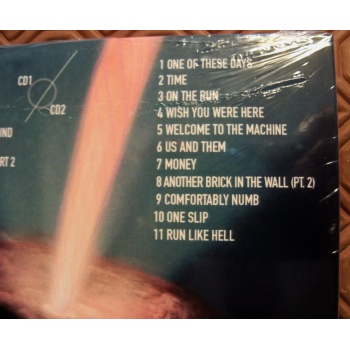 CD1
CD2
UND
RT 2
1 ONE OF THESE DAYS
2 TIME
3 ON THE RUN
4 WISH YOU WERE HERE
5 WELCOME TO THE MACHINE
6 US AND THEM
7 MONEY
8 ANOTHER BRICK IN THE WALL (PT. 2)
9 COMFORTABLY NUMB
10 ONE SLIP
11 RUN LIKE HELL